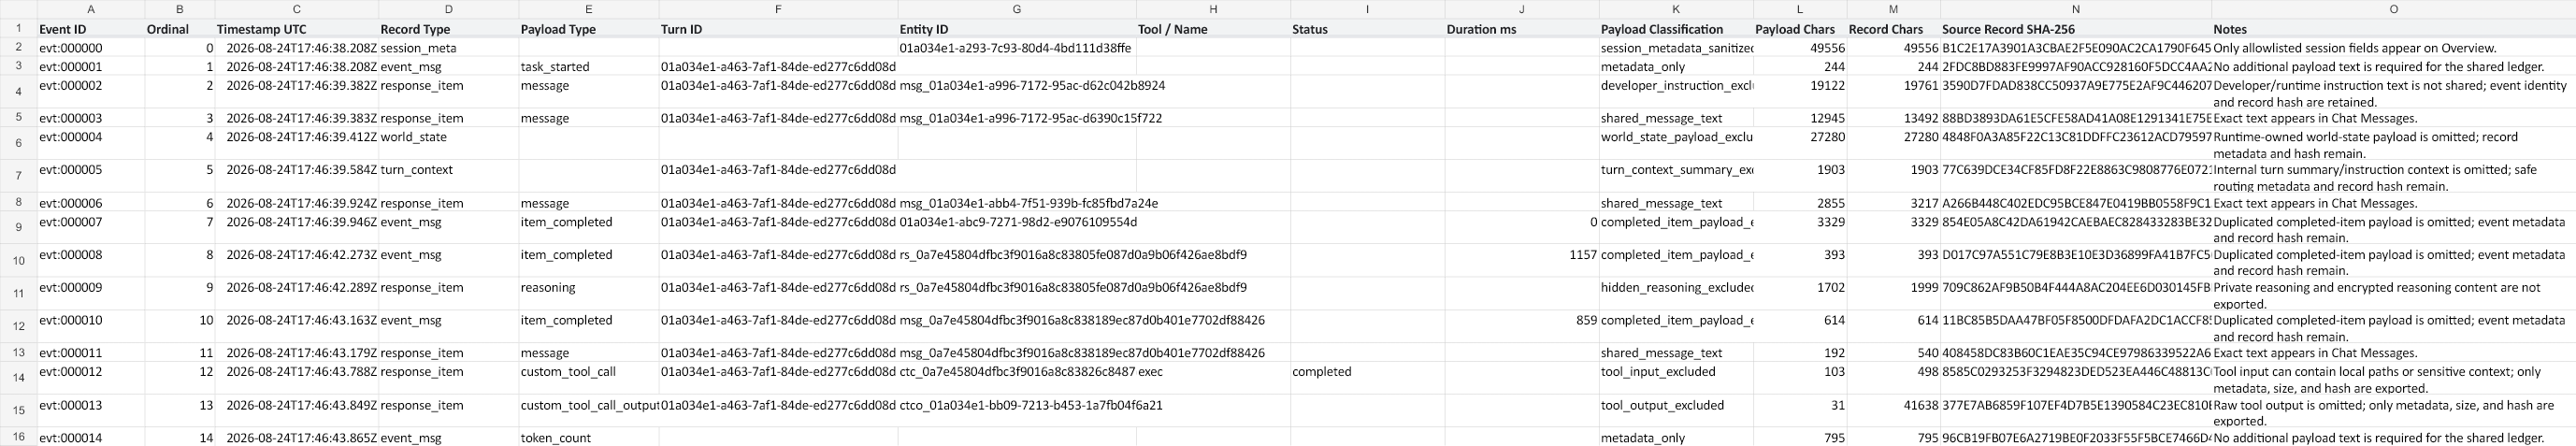 A B C D E F G H I J K L M N O
1 Event ID Ordinal Timestamp UTC Record Type Payload Type Turn ID Entity ID Tool / Name Status Duration ms Payload Classification Payload Chars Record Chars Source Record SHA-256 Notes
2 evt:000000 0 2026-08-24T17:46:38.208Z session_meta 01a034e1-a293-7c93-80d4-4bd111d38ffe session_metadata_sanitized 49556 49556 B1C2E17A3901A3CBAE2F5E090AC2CA1790F645 Only allowlisted session fields appear on Overview.
3 evt:000001 1 2026-08-24T17:46:38.208Z event_msg task_started 01a034e1-a463-7af1-84de-ed277c6dd08d metadata_only 244 244 2FDC8BD883FE9997AF90ACC928160F5DCC4AA2 No additional payload text is required for the shared ledger.
4 evt:000002 2 2026-08-24T17:46:39.382Z response_item message 01a034e1-a463-7af1-84de-ed277c6dd08d msg_01a034e1-a996-7172-95ac-d62c042b8924 developer_instruction_exclu 19122 19761 3590D7FDAD838CC50937A9E775E2AF9C446207 Developer/runtime instruction text is not shared; event identity
and record hash are retained.
5 evt:000003 3 2026-08-24T17:46:39.383Z response_item message 01a034e1-a463-7af1-84de-ed277c6dd08d msg_01a034e1-a996-7172-95ac-d6390c15f722 shared_message_text 12945 13492 88BD3893DA61E5CFE58AD41A08E1291341E75E Exact text appears in Chat Messages.
6 evt:000004 4 2026-08-24T17:46:39.412Z world_state world_state_payload_exclu 27280 27280 4848F0A3A85F22C13C81DDFFC23612ACD79597 Runtime-owned world-state payload is omitted; record
metadata and hash remain.
7 evt:000005 5 2026-08-24T17:46:39.584Z turn_context 01a034e1-a463-7af1-84de-ed277c6dd08d turn_context_summary_exc 1903 1903 77C639DCE34CF85FD8F22E8863C9808776E072 Internal turn summary/instruction context is omitted; safe
routing metadata and record hash remain.
8 evt:000006 6 2026-08-24T17:46:39.924Z response_item message 01a034e1-a463-7af1-84de-ed277c6dd08d msg_01a034e1-abb4-7f51-939b-fc85fbd7a24e shared_message_text 2855 3217 A266B448C402EDC95BCE847E0419BB0558F9C1 Exact text appears in Chat Messages.
9 evt:000007 7 2026-08-24T17:46:39.946Z event_msg item_completed 01a034e1-a463-7af1-84de-ed277c6dd08d 01a034e1-abc9-7271-98d2-e9076109554d 0 completed_item_payload_e 3329 3329 854E05A8C42DA61942CAEBAEC828433283BE32 Duplicated completed-item payload is omitted; event metadata
and record hash remain.
10 evt:000008 8 2026-08-24T17:46:42.273Z event_msg item_completed 01a034e1-a463-7af1-84de-ed277c6dd08d rs_0a7e45804dfbc3f9016a8c83805fe087d0a9b06f426ae8bdf9 1157 completed_item_payload_e 393 393 D017C97A551C79E8B3E10E3D36899FA41B7FC5 Duplicated completed-item payload is omitted; event metadata
and record hash remain.
11 evt:000009 9 2026-08-24T17:46:42.289Z response_item reasoning 01a034e1-a463-7af1-84de-ed277c6dd08d rs_0a7e45804dfbc3f9016a8c83805fe087d0a9b06f426ae8bdf9 hidden_reasoning_excluded 1702 1999 709C862AF9B50B4F444A8AC204EE6D030145FB Private reasoning and encrypted reasoning content are not
exported.
12 evt:000010 10 2026-08-24T17:46:43.163Z event_msg item_completed 01a034e1-a463-7af1-84de-ed277c6dd08d msg_0a7e45804dfbc3f9016a8c838189ec87d0b401e7702df88426 859 completed_item_payload_e 614 614 11BC85B5DAA47BF05F8500DFDAFA2DC1ACCF8 Duplicated completed-item payload is omitted; event metadata
and record hash remain.
13 evt:000011 11 2026-08-24T17:46:43.179Z response_item message 01a034e1-a463-7af1-84de-ed277c6dd08d msg_0a7e45804dfbc3f9016a8c838189ec87d0b401e7702df88426 shared_message_text 192 540 408458DC83B60C1EAE35C94CE97986339522A6 Exact text appears in Chat Messages.
14 evt:000012 12 2026-08-24T17:46:43.788Z response_item custom_tool_call 01a034e1-a463-7af1-84de-ed277c6dd08d ctc_0a7e45804dfbc3f9016a8c83826c8487 exec completed tool_input_excluded 103 498 8585C0293253F3294823DED523EA446C48813C Tool input can contain local paths or sensitive context; only
metadata, size, and hash are exported.
15 evt:000013 13 2026-08-24T17:46:43.849Z response_item custom_tool_call_output 01a034e1-a463-7af1-84de-ed277c6dd08d ctco_01a034e1-bb09-7213-b453-1a7fb04f6a21 tool_output_excluded 31 41638 377E7AB6859F107EF4D7B5E1390584C23EC810 Raw tool output is omitted; only metadata, size, and hash are
exported.
16 evt:000014 14 2026-08-24T17:46:43.865Z event_msg token_count metadata_only 795 795 96CB19FB07E6A2719BE0F2033F55F5BCE7466D No additional payload text is required for the shared ledger.